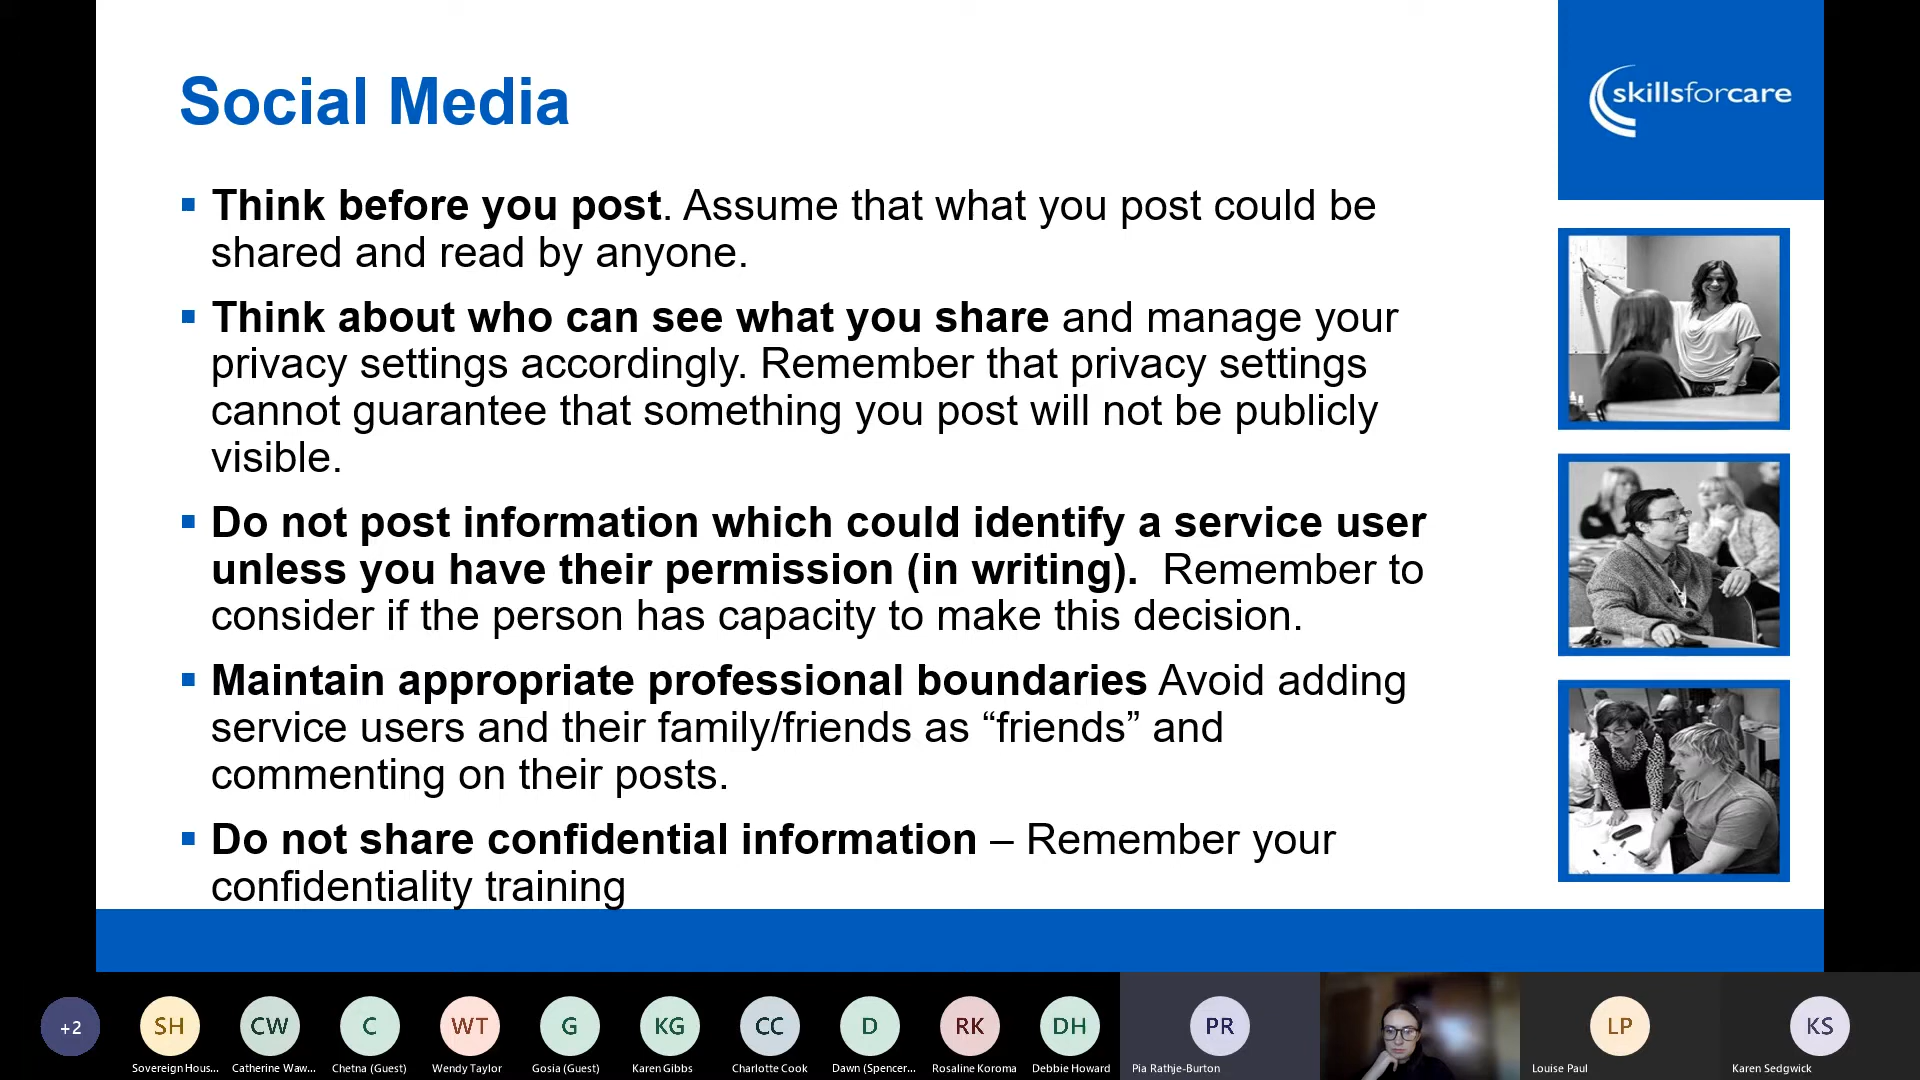 Social Media
skillsforcare
▪ Think before you post. Assume that what you post could be
shared and read by anyone.
▪ Think about who can see what you share and manage your
privacy settings accordingly. Remember that privacy settings
cannot guarantee that something you post will not be publicly
visible.
▪ Do not post information which could identify a service user
unless you have their permission (in writing).  Remember to
consider if the person has capacity to make this decision.
▪ Maintain appropriate professional boundaries Avoid adding
service users and their family/friends as “friends” and
commenting on their posts.
▪ Do not share confidential information – Remember your
confidentiality training
+2
SH
CW
C
WT
G
KG
CC
D
RK
DH
PR
LP
KS
Sovereign Hous...
Catherine Waw...
Chetna (Guest)
Wendy Taylor
Gosia (Guest)
Karen Gibbs
Charlotte Cook
Dawn (Spencer...
Rosaline Koroma
Debbie Howard
Pia Rathje-Burton
Louise Paul
Karen Sedgwick